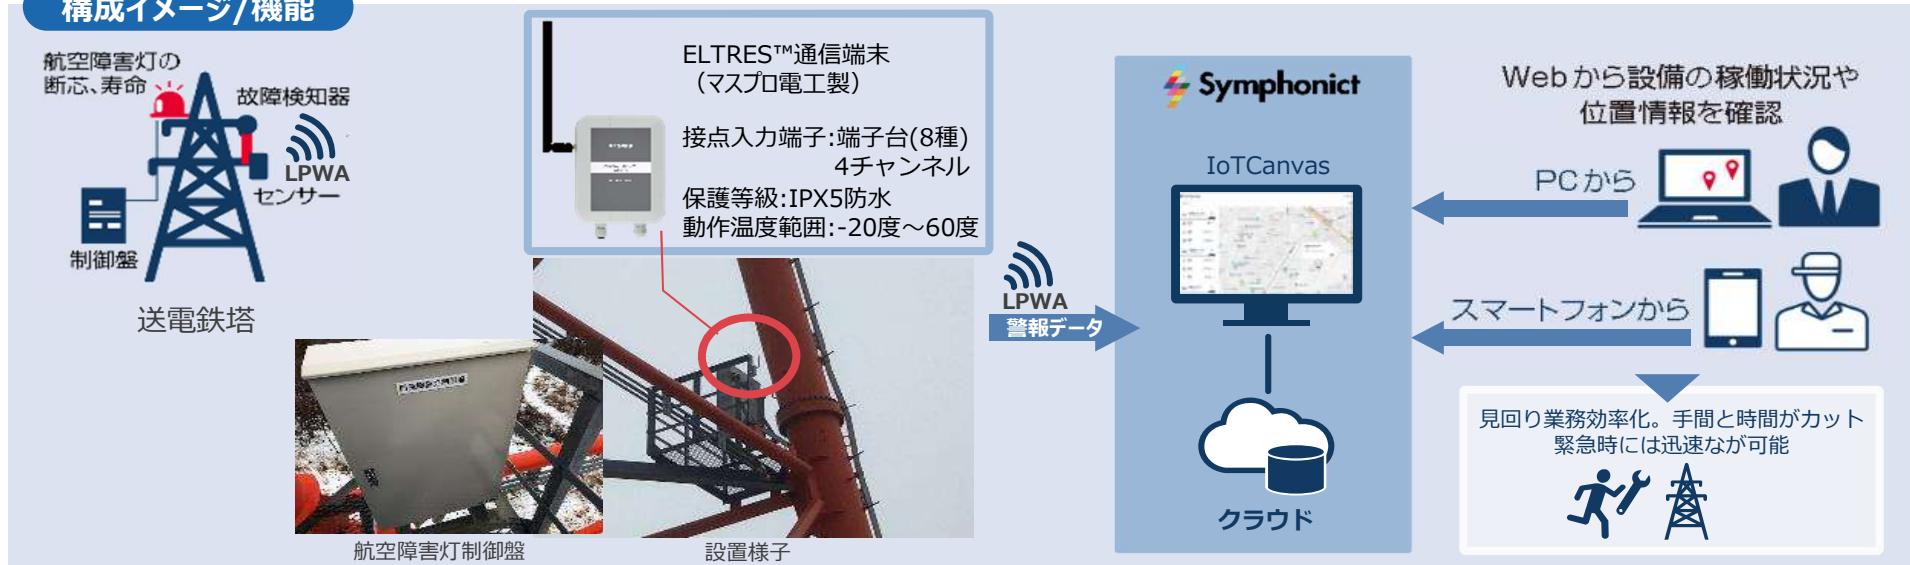 構成イメージ/機能
航空障害灯の
断芯、寿命
故障検知器
LPWA
センサー
制御盤
送電鉄塔
ELTRES™通信端末
（マスプロ電工製）
接点入力端子:端子台(8種)
4チャンネル
保護等級:IPX5防水
動作温度範囲:-20度～60度
航空障害灯制御盤
設置様子
LPWA
警報データ
Symphonict
IoTCanvas
クラウド
Webから設備の稼働状況や
位置情報を確認
PCから
スマートフォンから
見回り業務効率化。手間と時間がカット
緊急時には迅速なが可能